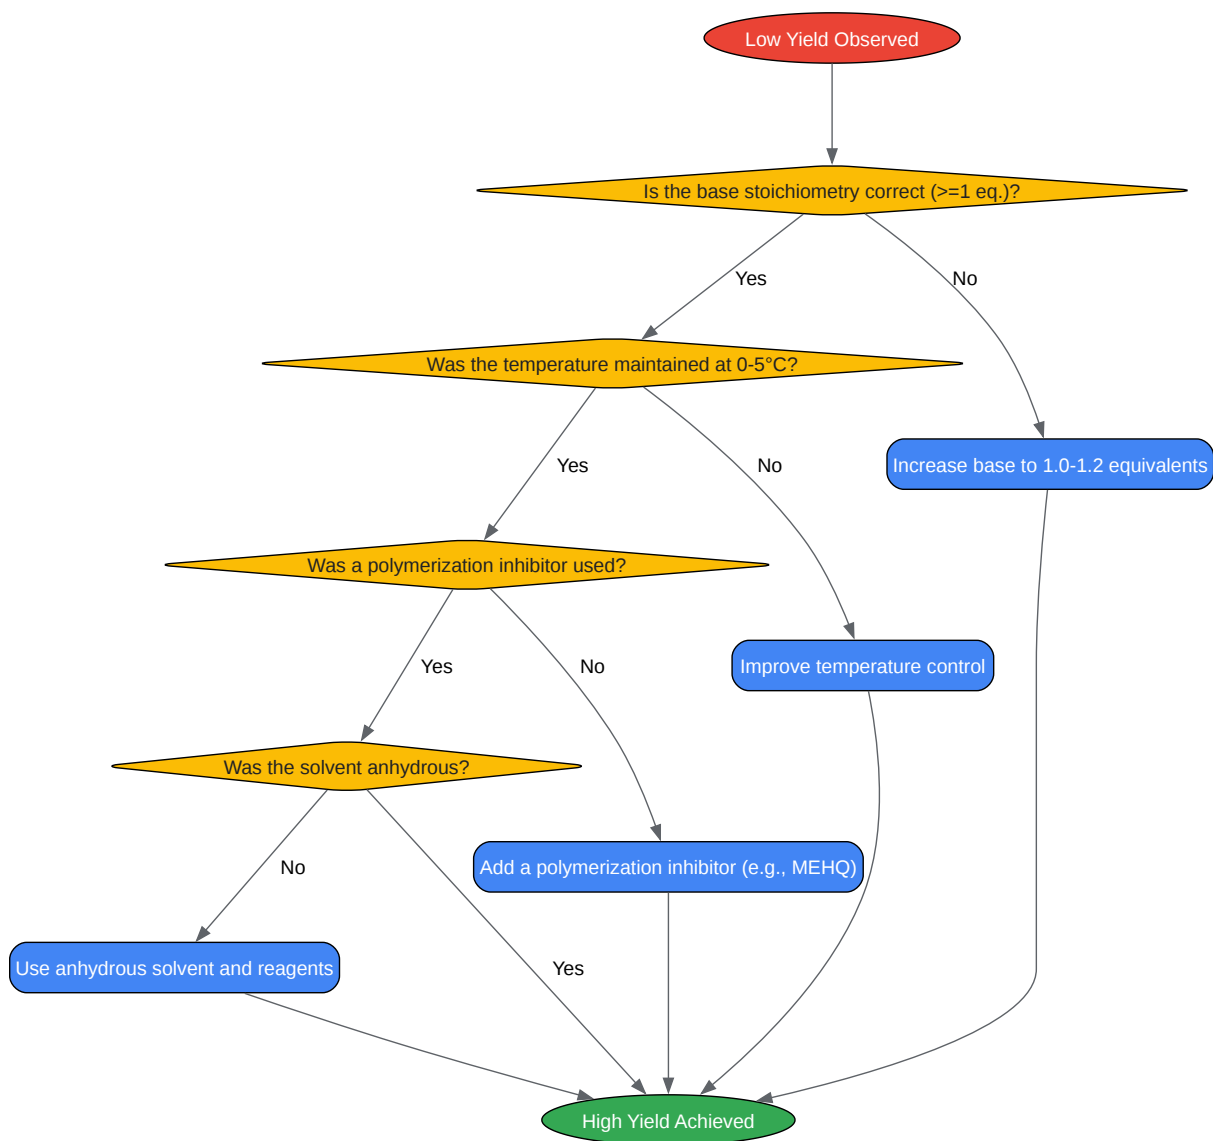 Low Yield Observed
Is the base stoichiometry correct (>=1 eq.)?
Yes
No
Was the temperature maintained at 0-5°C?
Yes
No
Increase base to 1.0-1.2 equivalents
Was a polymerization inhibitor used?
Yes
No
Improve temperature control
Was the solvent anhydrous?
No
Add a polymerization inhibitor (e.g., MEHQ)
Yes
Use anhydrous solvent and reagents
High Yield Achieved